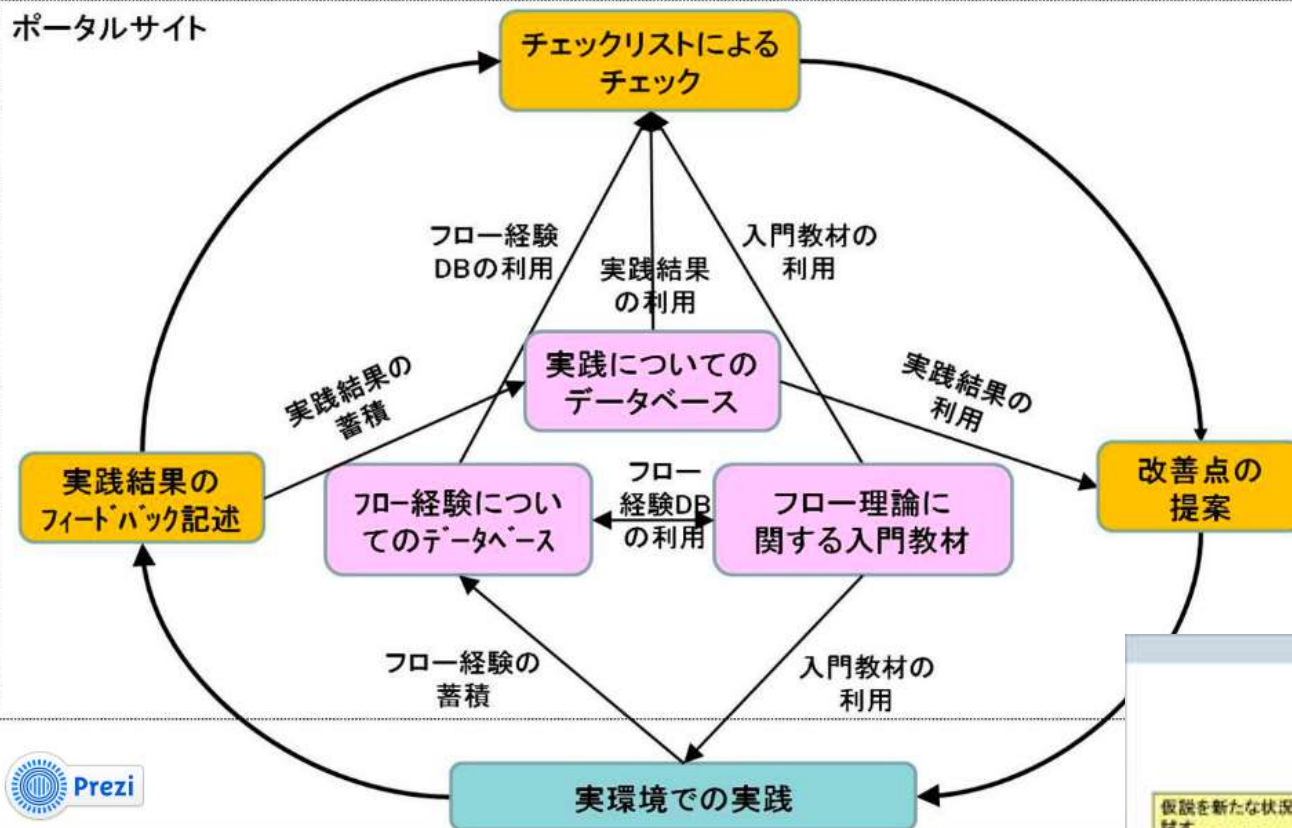 ポータルサイト
チェックリストによる
チェック
フロー経験
DBの利用
実践結果
の利用
入門教材の
利用
実践についての
データベース
実践結果の
蓄積
実践結果の
利用
実践結果の
フィードバック記述
フロー経験につい
てのデータベース
フロー
経験DB
の利用
フロー理論に
関する入門教材
改善点の
提案
フロー経験の
蓄積
入門教材の
利用
実環境での実践
Prezi
仮説を新たな状況